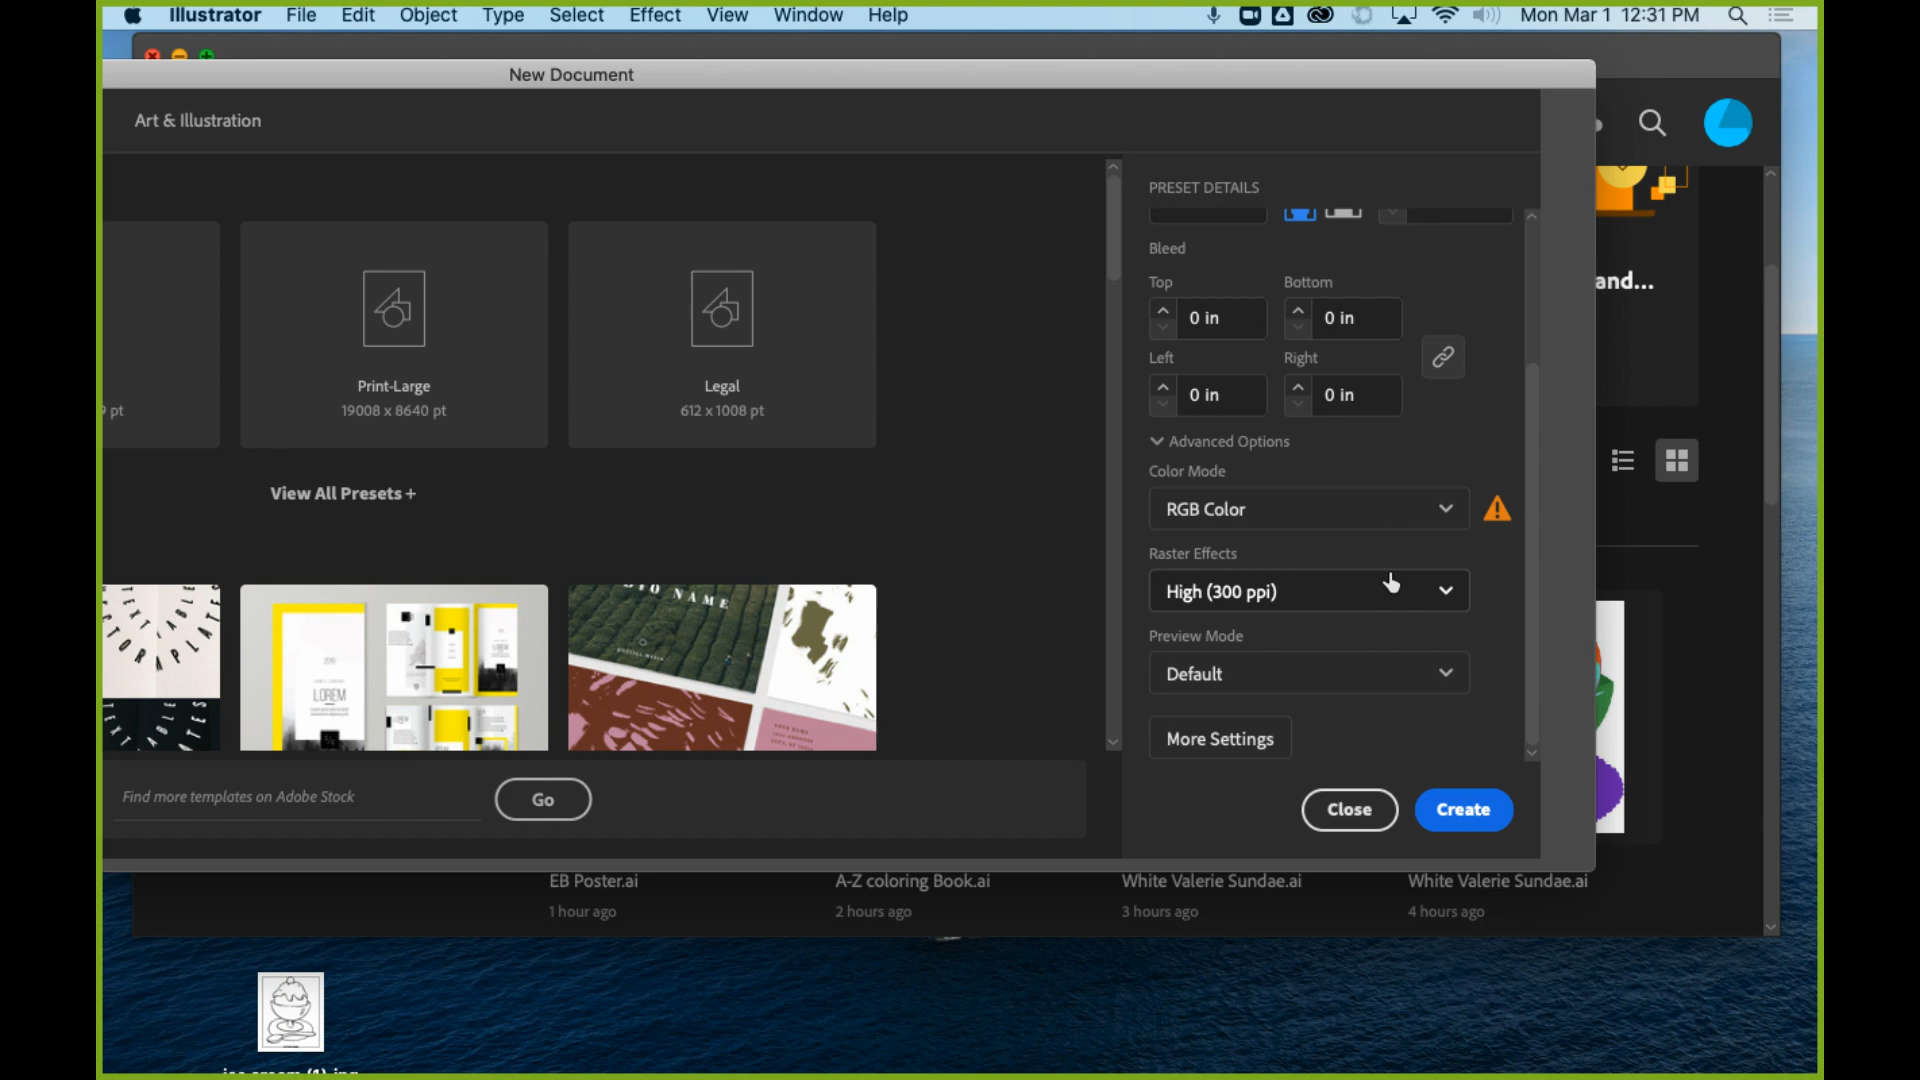 Illustrator File Edit Object Type Select Effect View Window Help Mon Mar 1 12:31 PM
New Document
Art & Illustration
PRESET DETAILS
Bleed
Top Bottom
0 in 0 in
Left Right
0 in 0 in
Advanced Options
Color Mode
RGB Color
Raster Effects
High (300 ppi)
Preview Mode
Default
More Settings
Close Create
and...
Print-Large Legal
pt 19008 x 8640 pt 612 x 1008 pt
View All Presets +
LOREM
NAME
Find more templates on Adobe Stock Go
EB Poster.ai A-Z coloring Book.ai White Valerie Sundae.ai White Valerie Sundae.ai
1 hour ago 2 hours ago 3 hours ago 4 hours ago